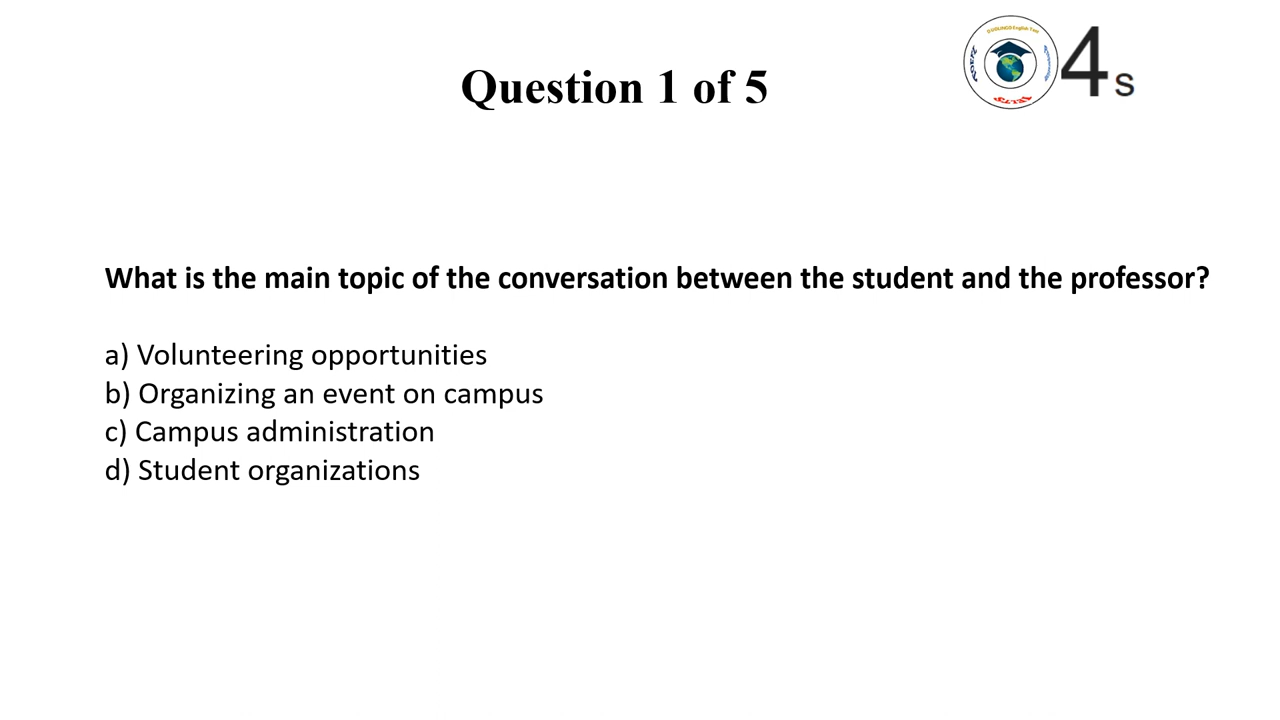 Question 1 of 5
4 s
What is the main topic of the conversation between the student and the professor?
a) Volunteering opportunities
b) Organizing an event on campus
c) Campus administration
d) Student organizations